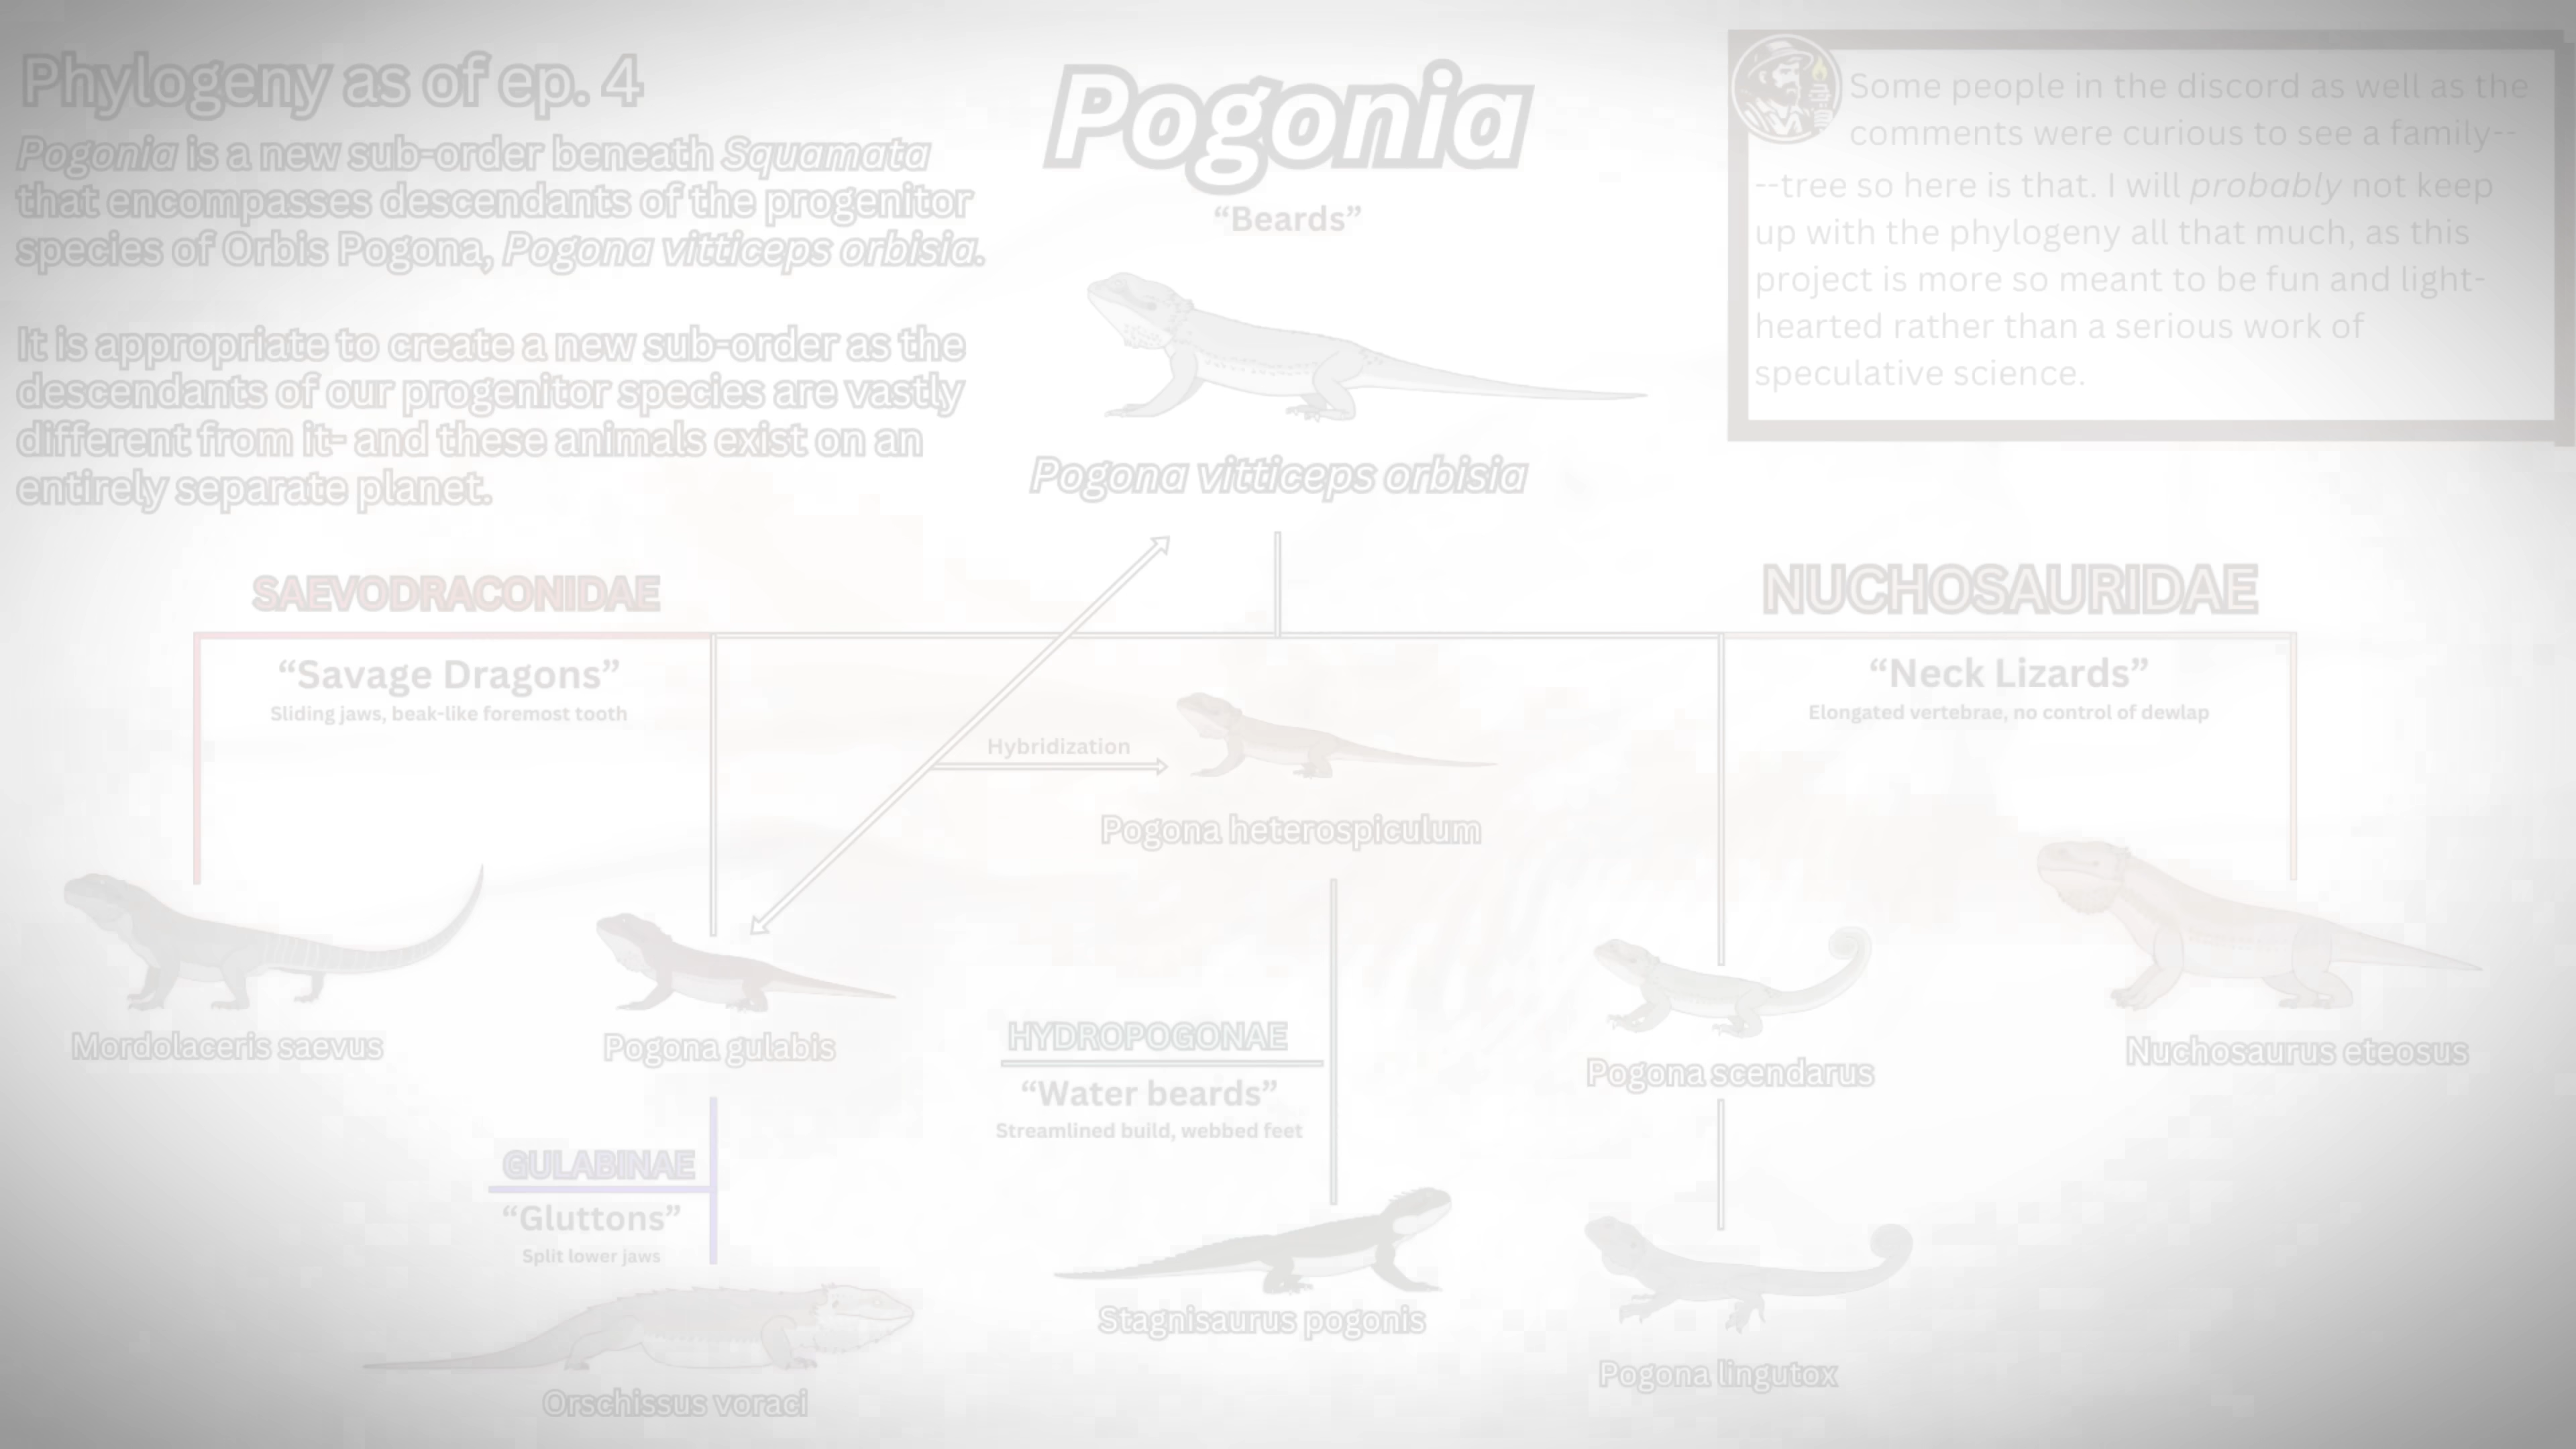 Phylogeny as of ep. 4
Pogonia is a new sub-order beneath Squamata
that encompasses descendants of the progenitor
species of Orbis Pogona, Pogona vitticeps orbisia.
It is appropriate to create a new sub-order as the
descendants of our progenitor species are vastly
different from it- and these animals exist on an
entirely separate planet.
Pogonia
“Beards”
Pogona vitticeps orbisia
Some people in the discord as well as the
comments were curious to see a family--
--tree so here is that. I will probably not keep
up with the phylogeny all that much, as this
project is more so meant to be fun and light-
hearted rather than a serious work of
speculative science.
SAEVODRACONIDAE
“Savage Dragons”
Sliding jaws, beak-like foremost tooth
NUCHOSAURIDAE
“Neck Lizards”
Elongated vertebrae, no control of dewlap
Hybridization
Pogona heterospiculum
Mordolaceris saevus
Pogona gulabis
HYDROPOGONAE
“Water beards”
Streamlined build, webbed feet
Pogona scendarus
Nuchosaurus eteosus
GULABINAE
“Gluttons”
Split lower jaws
Orschissus voraci
Stagnisaurus pogonis
Pogona lingutox